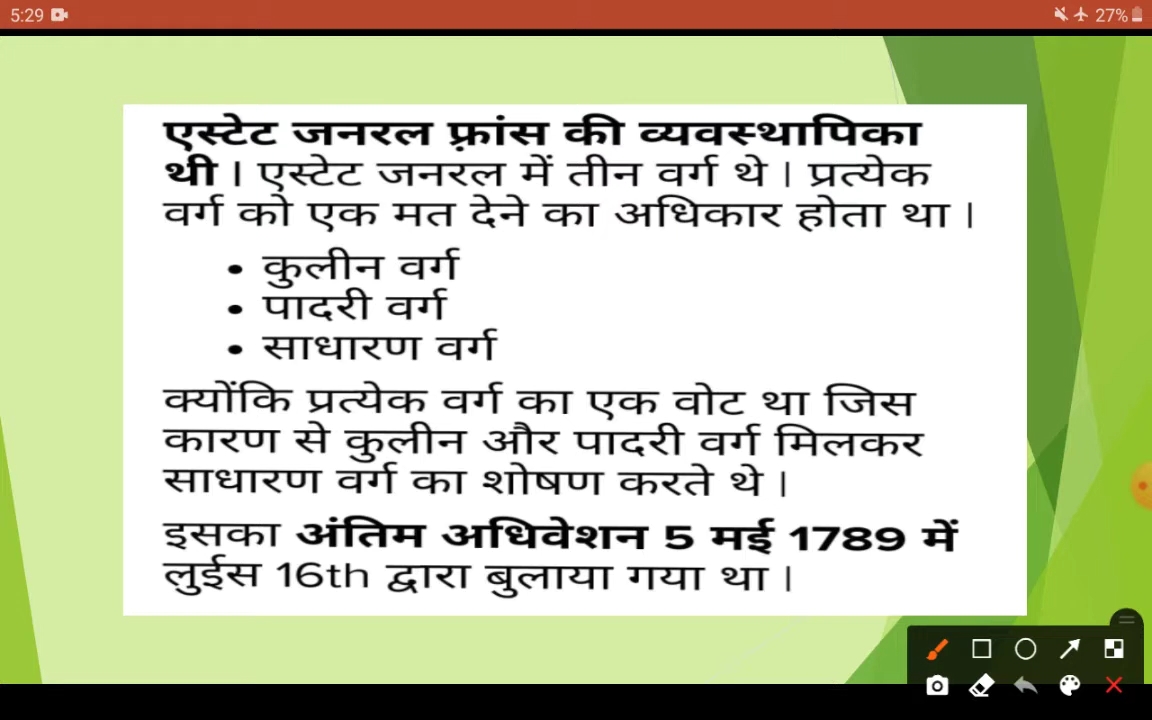 5:29
27%
एस्टेट जनरल फ़्रांस की व्यवस्थापिका
थी | एस्टेट जनरल में तीन वर्ग थे | प्रत्येक
वर्ग को एक मत देने का अधिकार होता था |
• कुलीन वर्ग
• पादरी वर्ग
• साधारण वर्ग
क्योंकि प्रत्येक वर्ग का एक वोट था जिस
कारण से कुलीन और पादरी वर्ग मिलकर
साधारण वर्ग का शोषण करते थे |
इसका अंतिम अधिवेशन 5 मई 1789 में
लुईस 16th द्वारा बुलाया गया था |